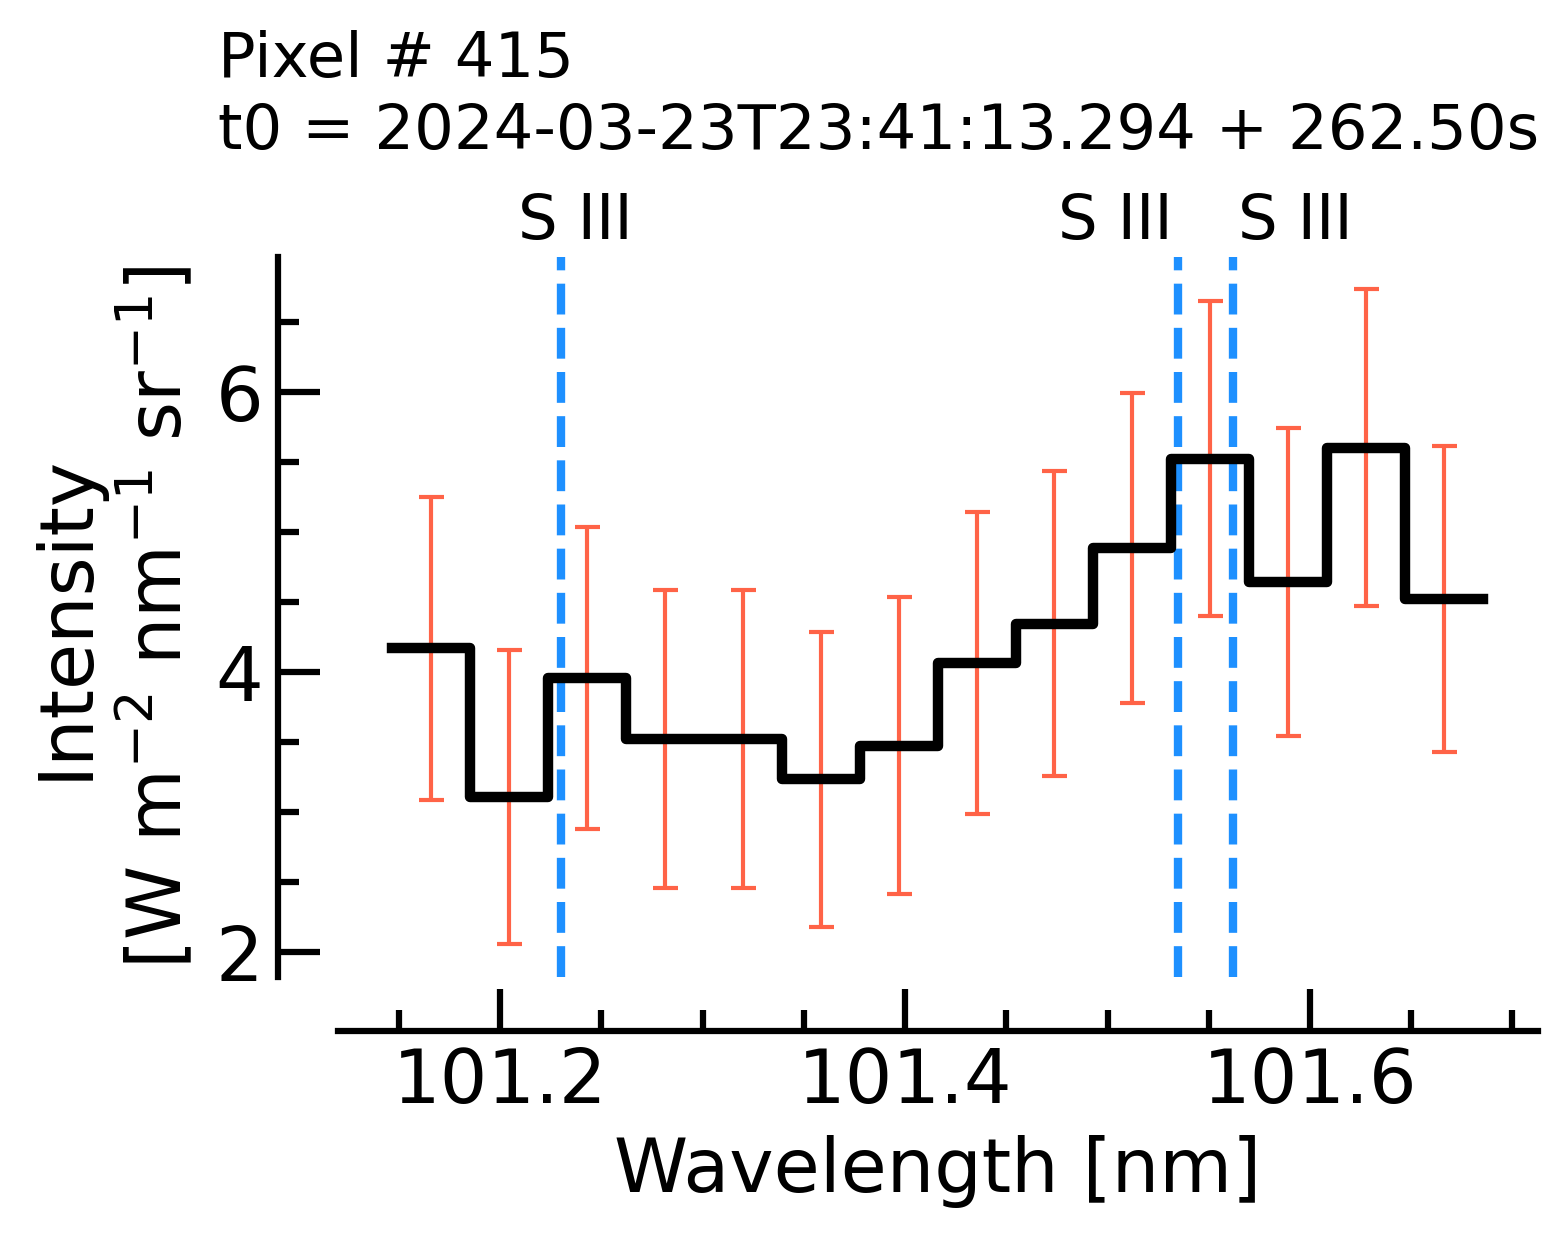 Pixel # 415
t0 = 2024-03-23T23:41:13.294 + 262.50s
S III S III S III
Intensity
[W m⁻² nm⁻¹ sr⁻¹]
6
4
2
101.2 101.4 101.6
Wavelength [nm]